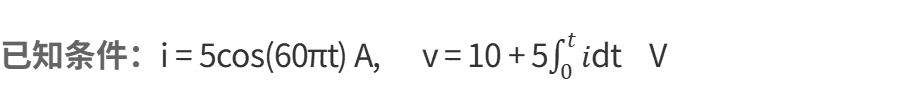 已知条件：i = 5cos(60πt) A,  v = 10 + 5∫₀ᵗ idt  V